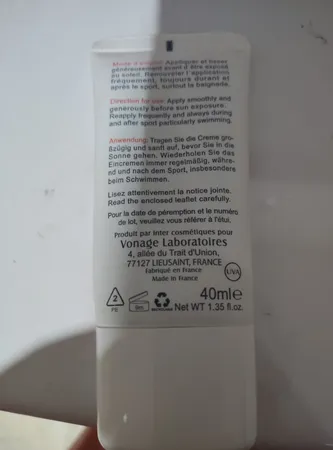 Mode d'emploi: Appliquer et lisser
généreusement avant d'être exposé
au soleil. Renouveler l'application
fréquemment, toujours durant et
après le sport, surtout la baignade.
Direction for use: Apply smoothly and
generously before sun exposure.
Reapply frequently and always during
and after sport particularly swimming.
Anwendung: Tragen Sie die Creme gro-
ßzügig und sanft auf, bevor Sie in die
Sonne gehen. Wiederholen Sie das
Eincremen immer regelmäßig, währe-
nd und nach dem Sport, insbesondere
beim Schwimmen.
Lisez attentivement la notice jointe.
Read the enclosed leaflet carefully.
Pour la date de péremption et le numéro
de lot, veuillez vous référer à l'étui.
Produit par Inter cosmétiques pour
Vonage Laboratoires
4, allée du Trait d'Union,
77127 LIEUSAINT, FRANCE
Fabriqué en France
Made in France
UVA
2
PS
40ml e
Net WT 1.35 fl.oz.